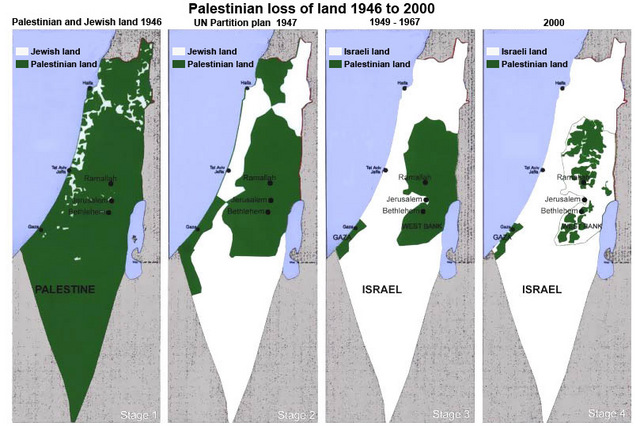 Palestinian loss of land 1946 to 2000
Palestinian and Jewish land 1946
Jewish land
Palestinian land
Haifa
Tel Aviv
Jaffa
Ramallah
Jerusalem
Bethlehem
Gaza
PALESTINE
Stage 1
UN Partition plan 1947
Jewish land
Palestinian land
Haifa
Tel Aviv
Jaffa
Ramallah
Jerusalem
Bethlehem
Gaza
Stage 2
1949 - 1967
Israeli land
Palestinian land
Haifa
Tel Aviv
Jaffa
Ramallah
Jerusalem
Bethlehem
Gaza
GAZA
WEST BANK
ISRAEL
Stage 3
2000
Israeli land
Palestinian land
Haifa
Tel Aviv
Jaffa
Ramallah
Jerusalem
Bethlehem
Gaza
GAZA
WEST BANK
ISRAEL
Stage 4